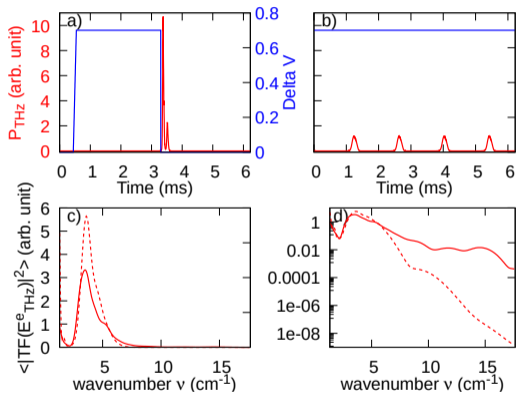 a)
b)
10
8
6
4
2
0
P_THz (arb. unit)
0.8
0.6
0.4
0.2
0
Delta V
0 1 2 3 4 5 6
Time (ms)
0 1 2 3 4 5 6
Time (ms)
c)
d)
6
5
4
3
2
1
0
<|TF(E^e_THz)|^2> (arb. unit)
1
0.01
0.0001
1e-06
1e-08
5 10 15
wavenumber ν (cm^-1)
5 10 15
wavenumber ν (cm^-1)